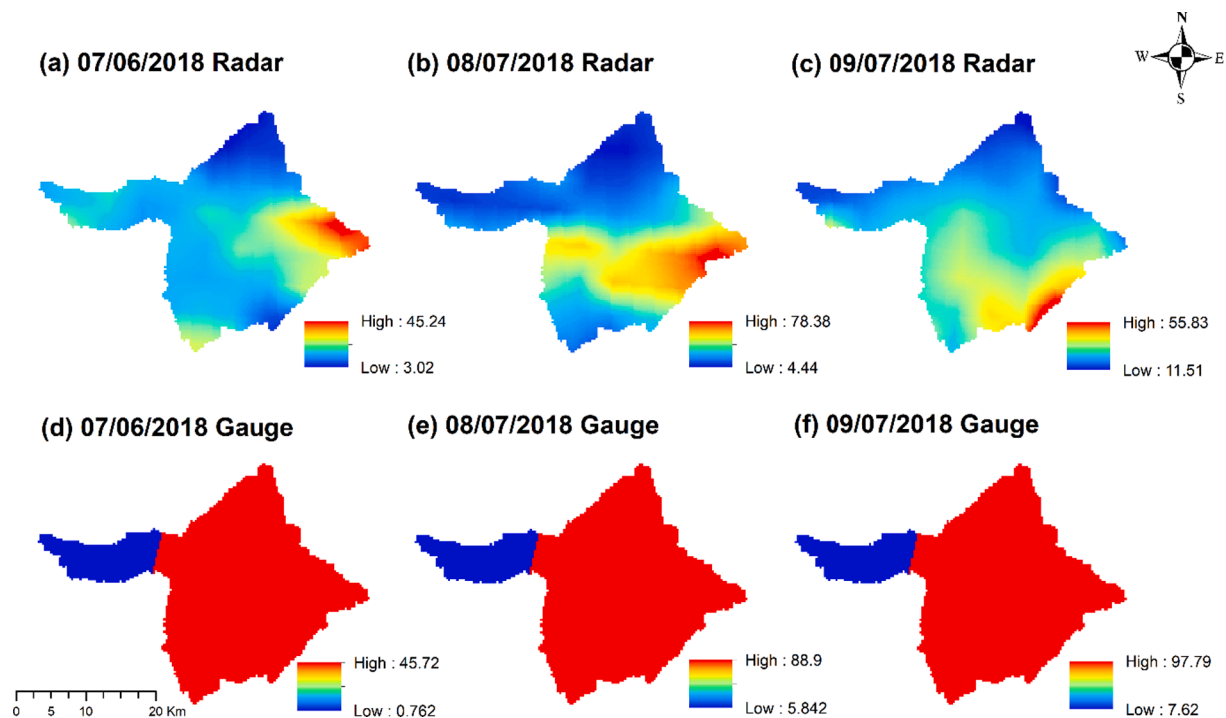 N
W E
S
(a) 07/06/2018 Radar
(b) 08/07/2018 Radar
(c) 09/07/2018 Radar
High : 45.24
Low : 3.02
High : 78.38
Low : 4.44
High : 55.83
Low : 11.51
(d) 07/06/2018 Gauge
(e) 08/07/2018 Gauge
(f) 09/07/2018 Gauge
High : 45.72
Low : 0.762
High : 88.9
Low : 5.842
High : 97.79
Low : 7.62
0 5 10 20 Km